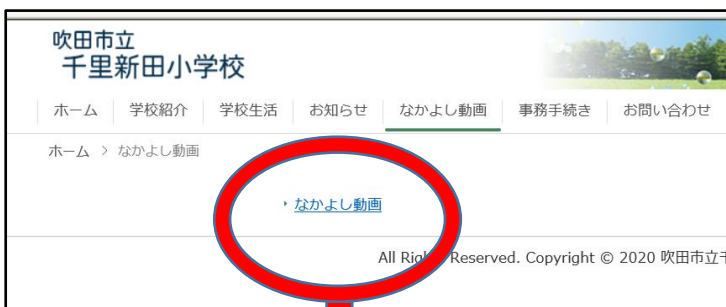 吹田市立
千里新田小学校
ホーム 学校紹介 学校生活 お知らせ なかよし動画 事務手続き お問い合わせ
ホーム > なかよし動画
なかよし動画
All Reserved. Copyright © 2020 吹田市立